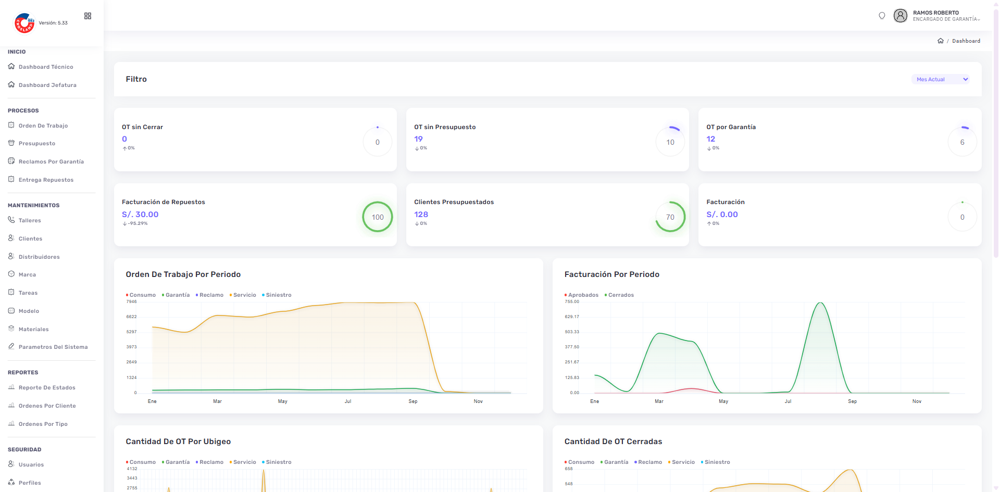 CROSLAND
1962
Versión: 5.33
RAMOS ROBERTO
ENCARGADO DE GARANTÍA
/ Dashboard
INICIO
Dashboard Técnico
Dashboard Jefatura
PROCESOS
Orden De Trabajo
Presupuesto
Reclamos Por Garantía
Entrega Repuestos
MANTENIMIENTOS
Talleres
Clientes
Distribuidores
Marca
Tareas
Modelo
Materiales
Parametros Del Sistema
REPORTES
Reporte De Estados
Ordenes Por Cliente
Ordenes Por Tipo
SEGURIDAD
Usuarios
Perfiles
Filtro
Mes Actual
OT sin Cerrar
0
0%
0
OT sin Presupuesto
19
0%
10
OT por Garantía
12
0%
6
Facturación de Repuestos
S/. 30.00
-95.29%
100
Clientes Presupuestados
128
0%
70
Facturación
S/. 0.00
0%
0
Orden De Trabajo Por Periodo
Consumo Garantía Reclamo Servicio Siniestro
7946
6622
5297
3973
2649
1324
0
Ene Mar May Jul Sep Nov
Facturación Por Periodo
Aprobados Cerrados
755.00
629.17
503.33
377.50
251.67
125.83
0.00
Ene Mar May Jul Sep Nov
Cantidad De OT Por Ubigeo
Consumo Garantía Reclamo Servicio Siniestro
4132
3443
2755
Cantidad De OT Cerradas
Consumo Garantía Reclamo Servicio Siniestro
658
548